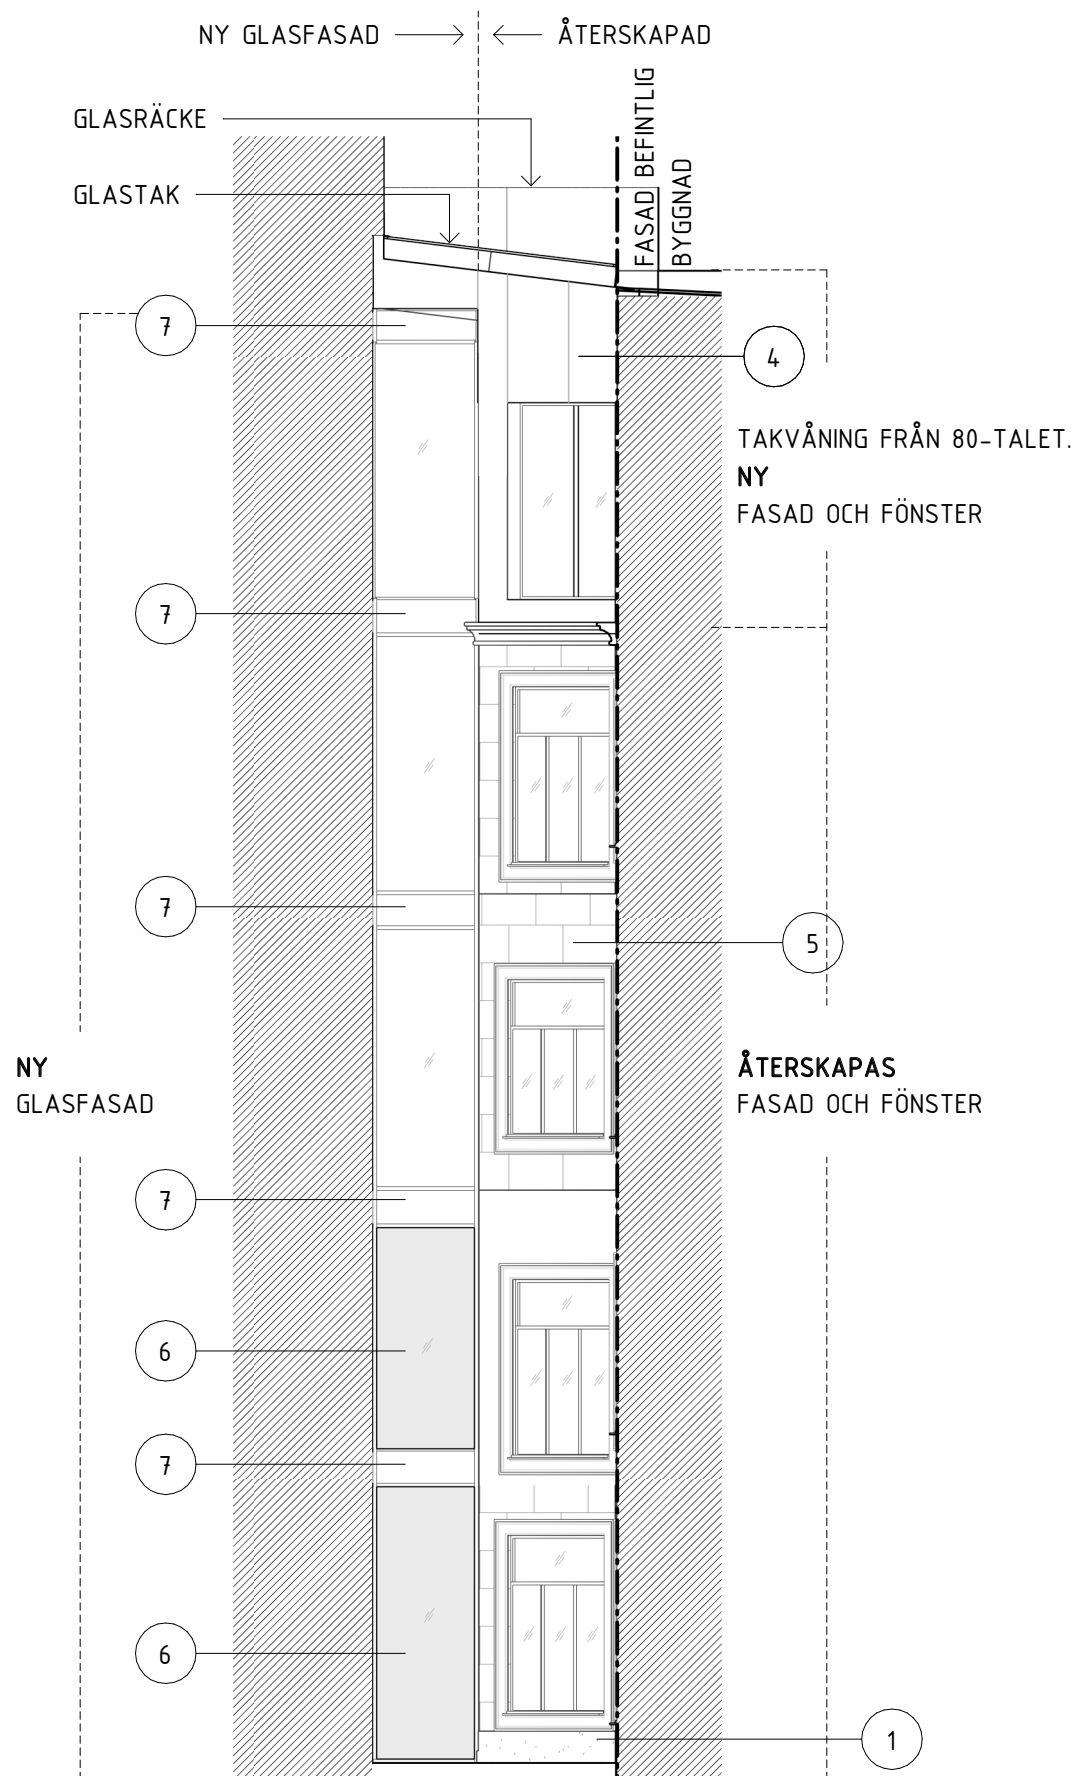 NY GLASFASAD
ÅTERSKAPAD
GLASRÄCKE
GLASTAK
FASAD BEFINTLIG
BYGGNAD
7
4
TAKVÅNING FRÅN 80-TALET.
NY
FASAD OCH FÖNSTER
7
7
5
NY
GLASFASAD
ÅTERSKAPAS
FASAD OCH FÖNSTER
7
6
7
6
1